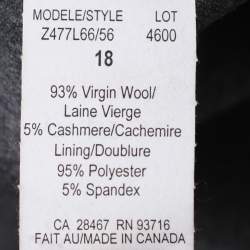 MODELE/STYLE LOT
Z477L66/56 4600
18
93% Virgin Wool/
Laine Vierge
5% Cashmere/Cachemire
Lining/Doublure
95% Polyester
5% Spandex
CA 28467 RN 93716
FAIT AU/MADE IN CANADA